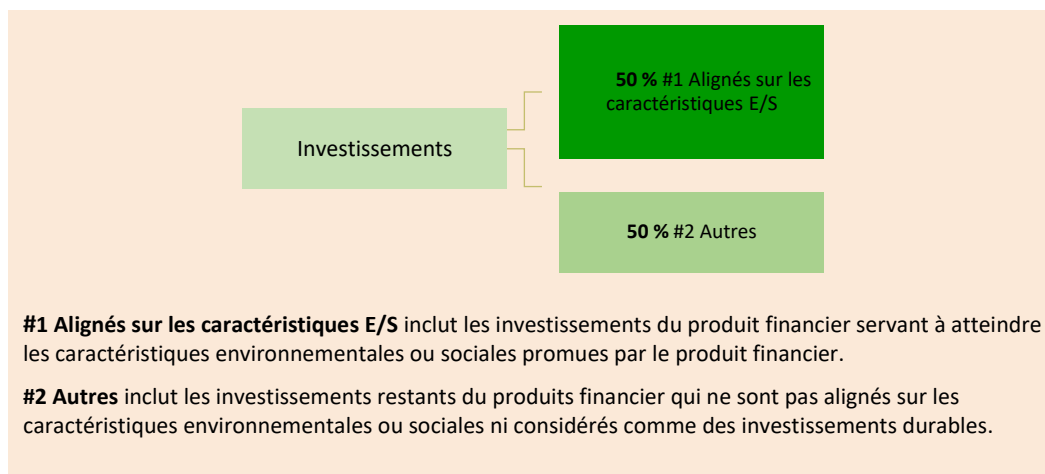 50 % #1 Alignés sur les
caractéristiques E/S
Investissements
50 % #2 Autres
#1 Alignés sur les caractéristiques E/S inclut les investissements du produit financier servant à atteindre
les caractéristiques environnementales ou sociales promues par le produit financier.
#2 Autres inclut les investissements restants du produits financier qui ne sont pas alignés sur les
caractéristiques environnementales ou sociales ni considérés comme des investissements durables.